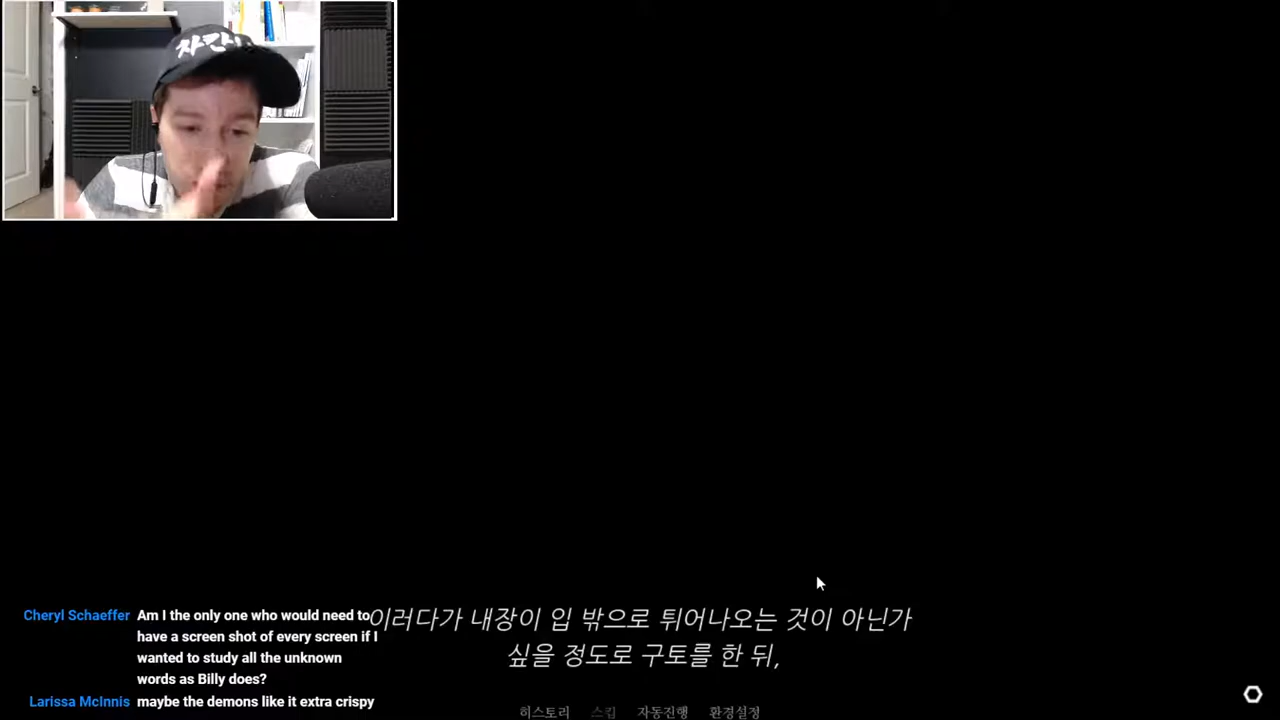 Cheryl Schaeffer Am I the only one who would need to
have a screen shot of every screen if I
wanted to study all the unknown
words as Billy does?
Larissa McInnis maybe the demons like it extra crispy
이러다가 내장이 입 밖으로 튀어나오는 것이 아닌가
싶을 정도로 구토를 한 뒤,
히스토리 스킵 자동진행 환경설정